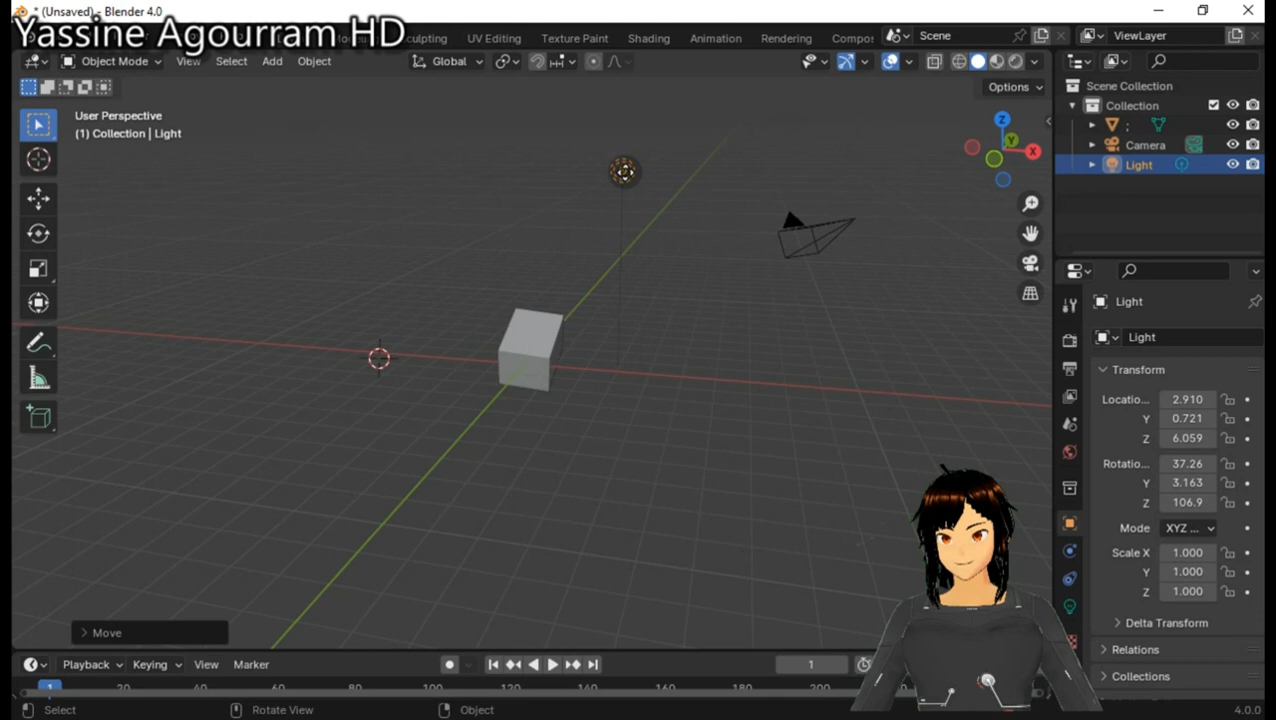 * (Unsaved) - Blender 4.0
Yassine Agourram HD
UV Editing Texture Paint Shading Animation Rendering Compos
Scene
ViewLayer
Object Mode View Select Add Object
Global
Options
User Perspective
(1) Collection | Light
Z
Y
X
Scene Collection
Collection
;
Camera
Light
Light
Light
Transform
Locatio... 2.910
Y 0.721
Z 6.059
Rotatio... 37.26
Y 3.163
Z 106.9
Mode XYZ ...
Scale X 1.000
Y 1.000
Z 1.000
Delta Transform
Relations
Collections
Move
Playback Keying View Marker
1
1 20 40 60 80 100 120 140 160 180 200
Select Rotate View Object
4.0.0